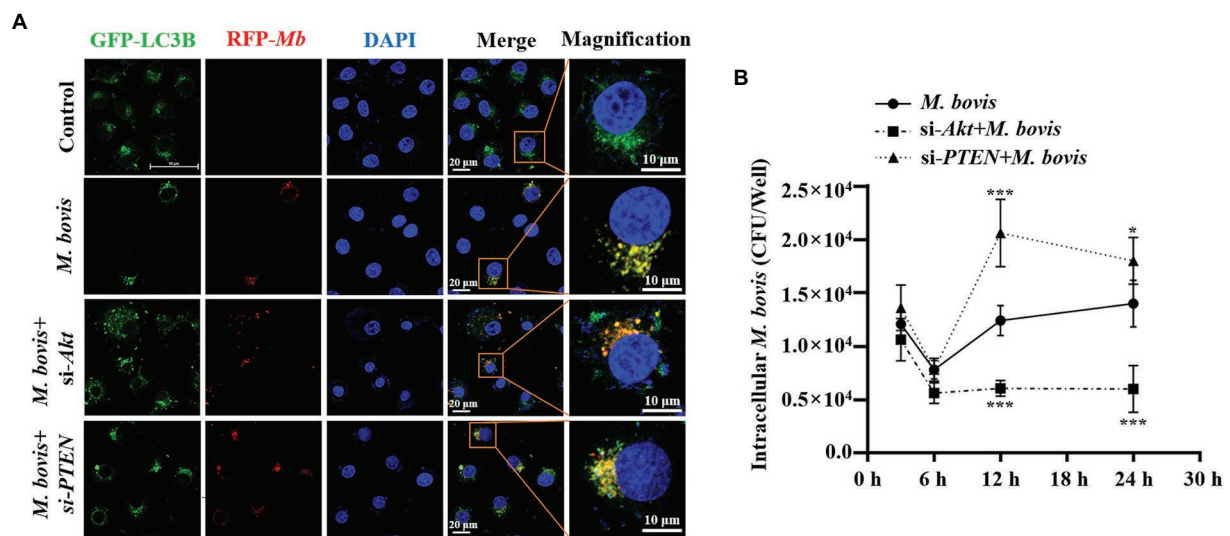 A
GFP-LC3B RFP-Mb DAPI Merge Magnification
Control
20 μm
10 μm
M. bovis
20 μm
10 μm
M. bovis+
si-Akt
20 μm
10 μm
M. bovis+
si-PTEN
20 μm
10 μm
B
M. bovis
si-Akt+M. bovis
si-PTEN+M. bovis
Intracellular M. bovis (CFU/Well)
2.5×10⁴
2.0×10⁴
1.5×10⁴
1.0×10⁴
0.5×10⁴
0.0
***
*
***
***
0 h 6 h 12 h 18 h 24 h 30 h